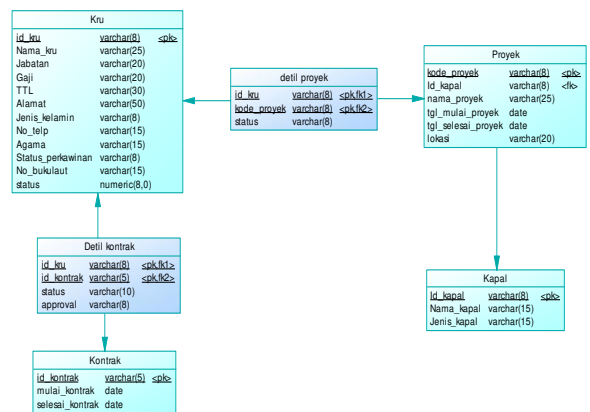 Kru
id_kru varchar(8) <pk>
Nama_kru varchar(25)
Jabatan varchar(20)
Gaji varchar(20)
TTL varchar(30)
Alamat varchar(50)
Jenis_kelamin varchar(8)
No_telp varchar(15)
Agama varchar(15)
Status_perkawinan varchar(8)
No_bukulaut varchar(15)
status numeric(8,0)
detil proyek
id_kru varchar(8) <pk,fk1>
kode_proyek varchar(8) <pk,fk2>
status varchar(8)
Proyek
kode_proyek varchar(8) <pk>
Id_kapal varchar(8) <fk>
nama_proyek varchar(25)
tgl_mulai_proyek date
tgl_selesai_proyek date
lokasi varchar(20)
Detil kontrak
id_kru varchar(8) <pk,fk1>
id_kontrak varchar(5) <pk,fk2>
status varchar(10)
approval varchar(8)
Kapal
Id_kapal varchar(8) <pk>
Nama_kapal varchar(15)
Jenis_kapal varchar(15)
Kontrak
id_kontrak varchar(5) <pk>
mulai_kontrak date
selesai_kontrak date